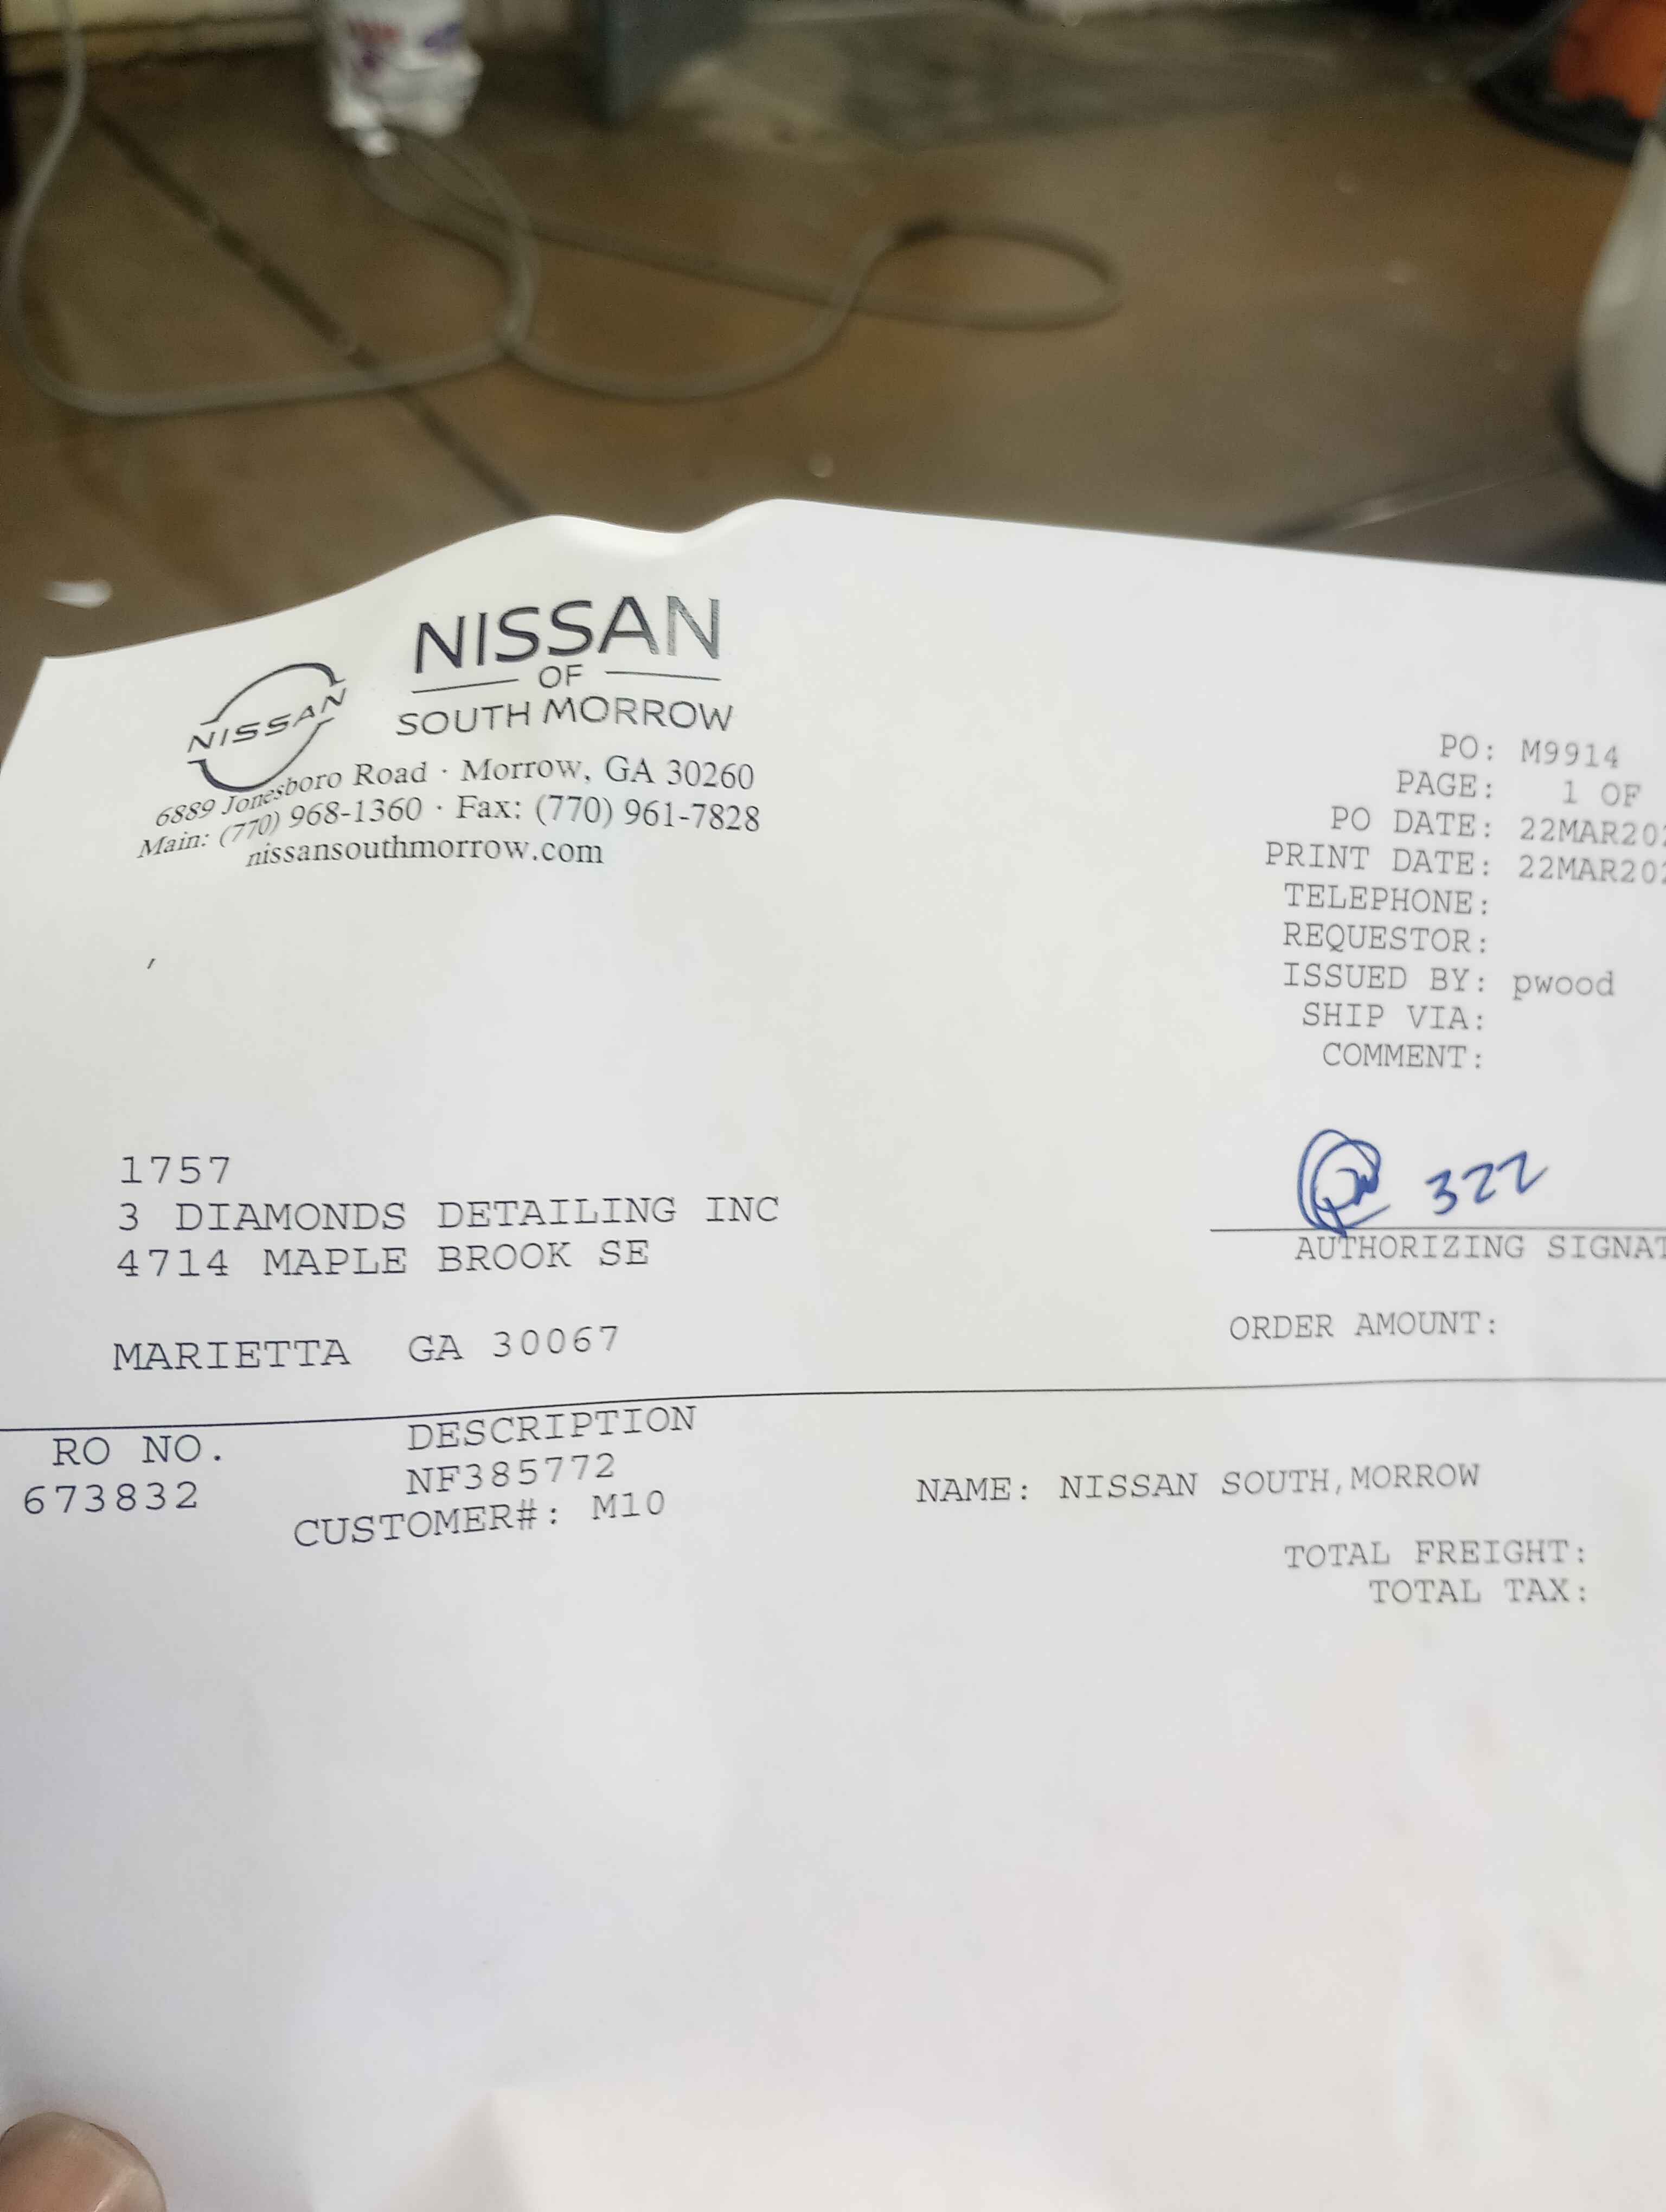 NISSAN
NISSAN
OF
SOUTH MORROW
6889 Jonesboro Road · Morrow, GA 30260
Main: (770) 968-1360 · Fax: (770) 961-7828
nissansouthmorrow.com
PO: M9914
PAGE: 1 OF
PO DATE: 22MAR202
PRINT DATE: 22MAR202
TELEPHONE:
REQUESTOR:
ISSUED BY: pwood
SHIP VIA:
COMMENT:
1757
3 DIAMONDS DETAILING INC
4714 MAPLE BROOK SE
MARIETTA GA 30067
322
AUTHORIZING SIGNAT
ORDER AMOUNT:
RO NO. DESCRIPTION
673832 NF385772
CUSTOMER#: M10 NAME: NISSAN SOUTH,MORROW
TOTAL FREIGHT:
TOTAL TAX: